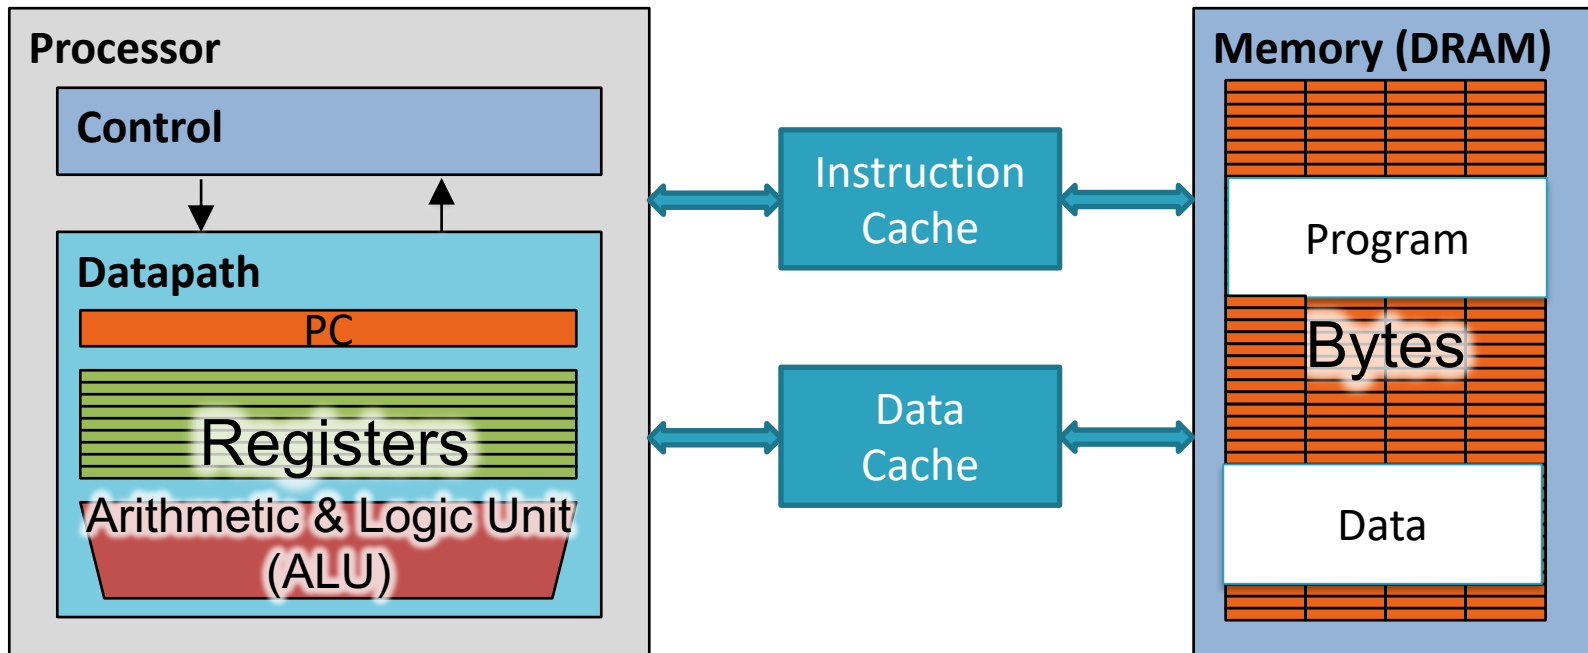 Processor
Control
Datapath
PC
Registers
Arithmetic & Logic Unit
(ALU)
Instruction
Cache
Data
Cache
Memory (DRAM)
Program
Bytes
Data